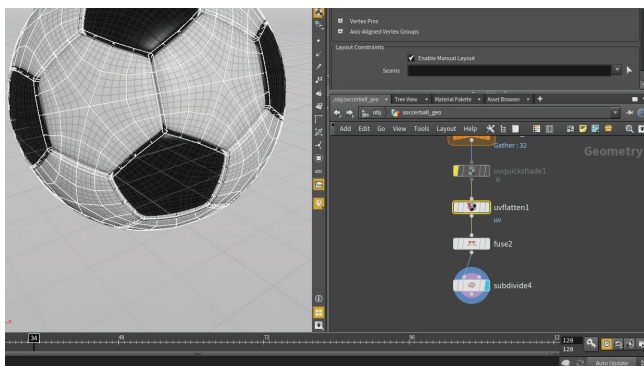 Vertex Pins
Axis-Aligned Vertex Groups
Layout Constraints
Enable Manual Layout
Seams
/obj/soccerball_geo
Tree View
Material Palette
Asset Browser
obj
soccerball_geo
Add Edit Go View Tools Layout Help
Gather : 32
Geometry
uvquickshade1
uvflatten1
uv
fuse2
subdivide4
abc
34
48
72
96
12
120
120
Auto Update